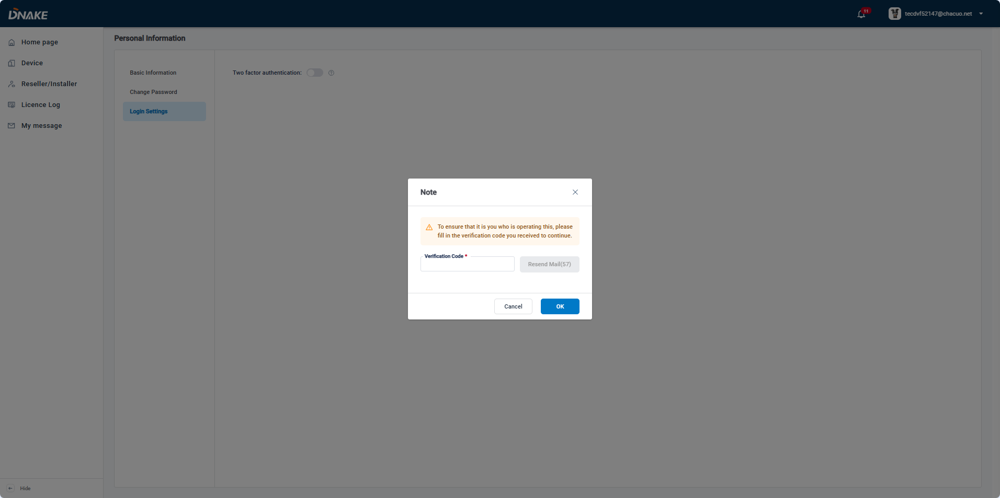 DNAKE
11
tecdvf52147@chacuo.net
Home page
Device
Reseller/Installer
Licence Log
My message
Hide
Personal Information
Basic Information
Change Password
Login Settings
Two factor authentication:
Note
To ensure that it is you who is operating this, please
fill in the verification code you received to continue.
Verification Code *
Resend Mail(57)
Cancel
OK